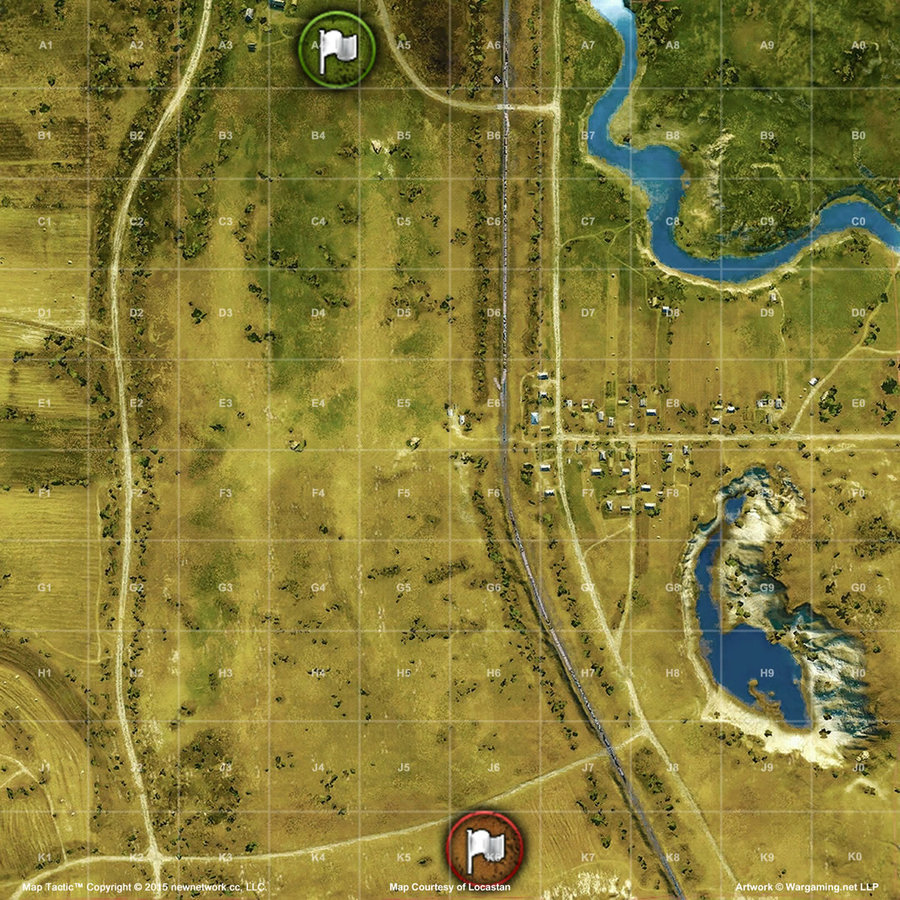 A1 A2 A3 A4 A5 A6 A7 A8 A9 A0
B1 B2 B3 B4 B5 B6 B7 B8 B9 B0
C1 C2 C3 C4 C5 C6 C7 C8 C9 C0
D1 D2 D3 D4 D5 D6 D7 D8 D9 D0
E1 E2 E3 E4 E5 E6 E7 E8 E9 E0
F1 F2 F3 F4 F5 F6 F7 F8 F9 F0
G1 G2 G3 G4 G5 G6 G7 G8 G9 G0
H1 H2 H3 H4 H5 H6 H7 H8 H9 H0
J1 J2 J3 J4 J5 J6 J7 J8 J9 J0
K1 K2 K3 K4 K5 K6 K7 K8 K9 K0
Map Tactic™ Copyright © 2015 newnetwork cc, LLC. Map Courtesy of Locastan Artwork © Wargaming.net LLP